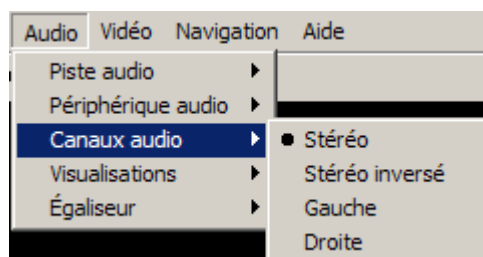 Audio Vidéo Navigation Aide
Piste audio
Périphérique audio
Canaux audio
Visualisations
Égaliseur
Stéréo
Stéréo inversé
Gauche
Droite